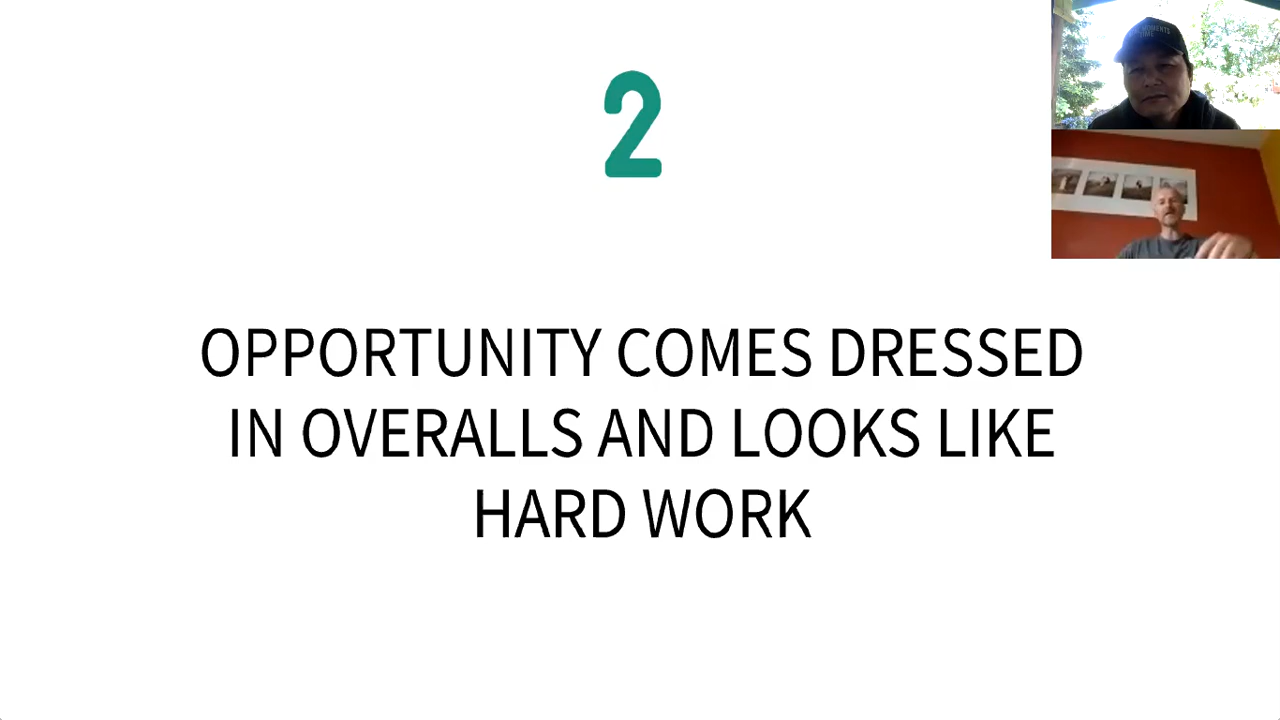 2
OPPORTUNITY COMES DRESSED
IN OVERALLS AND LOOKS LIKE
HARD WORK